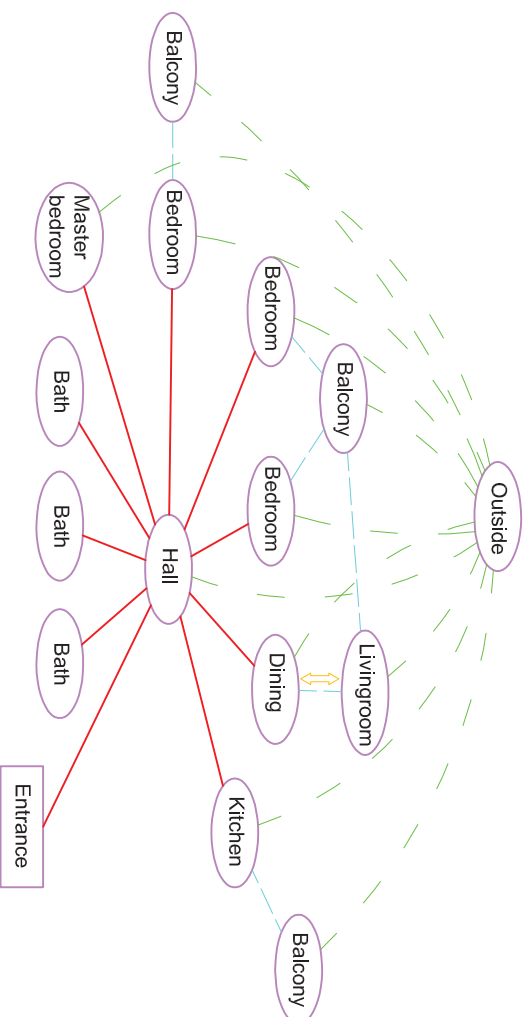 Balcony
Bedroom
Master
bedroom
Bedroom
Balcony
Bath
Bedroom
Outside
Bath
Hall
Bath
Dining
Livingroom
Entrance
Kitchen
Balcony